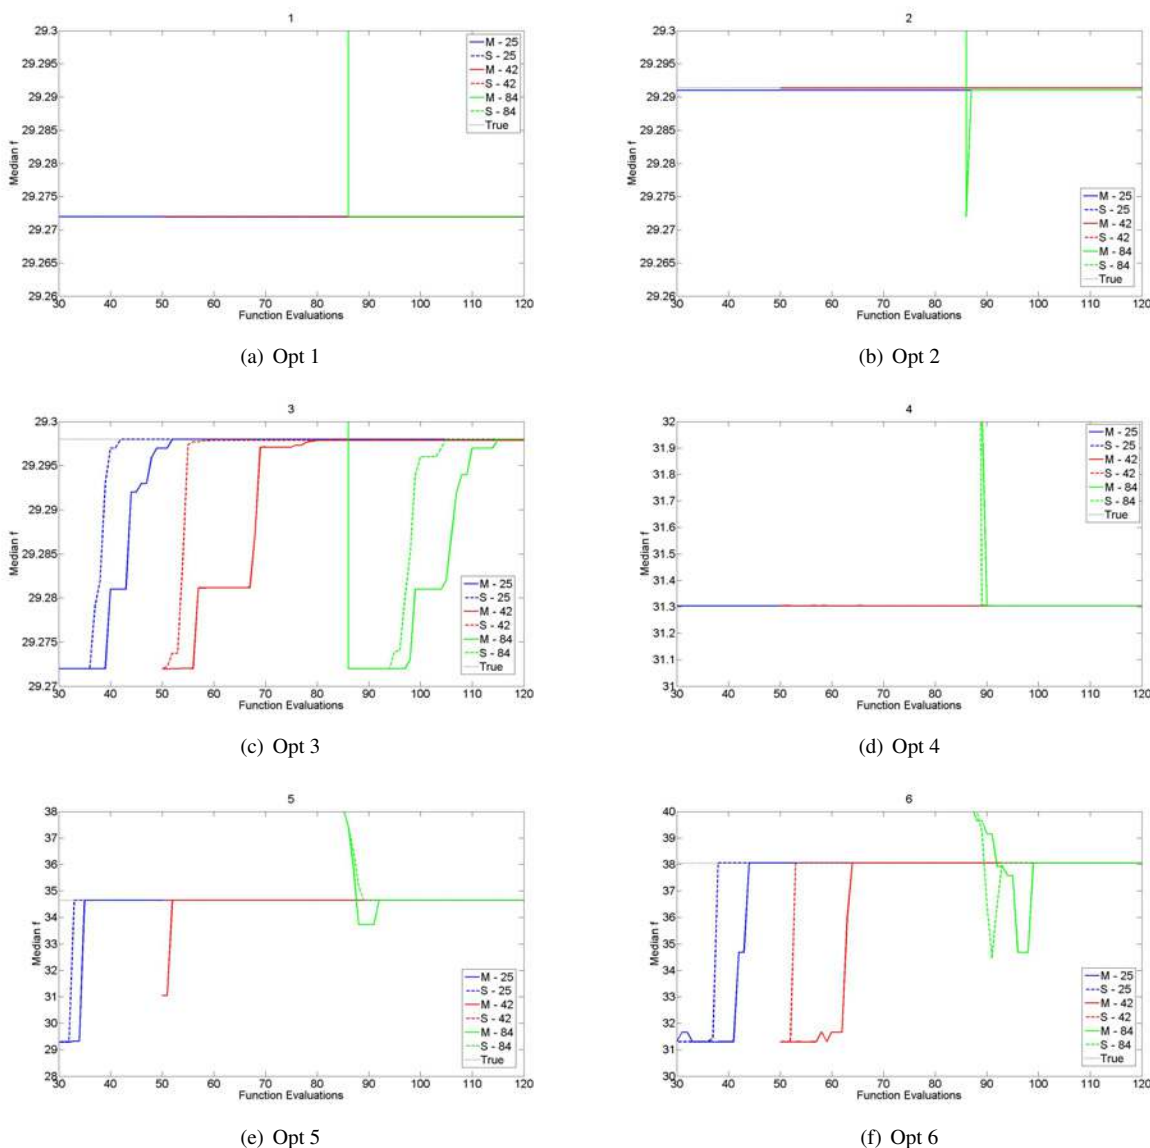 1
29.3
29.295
29.29
29.285
29.28
29.275
29.27
29.265
29.26
Median f
M - 25
S - 25
M - 42
S - 42
M - 84
S - 84
True
30 40 50 60 70 80 90 100 110 120
Function Evaluations
(a) Opt 1
2
29.3
29.295
29.29
29.285
29.28
29.275
29.27
29.265
29.26
Median f
M - 25
S - 25
M - 42
S - 42
M - 84
S - 84
True
30 40 50 60 70 80 90 100 110 120
Function Evaluations
(b) Opt 2
3
29.3
29.295
29.29
29.285
29.28
29.275
29.27
Median f
M - 25
S - 25
M - 42
S - 42
M - 84
S - 84
True
30 40 50 60 70 80 90 100 110 120
Function Evaluations
(c) Opt 3
4
32
31.9
31.8
31.7
31.6
31.5
31.4
31.3
31.2
31.1
31
Median f
M - 25
S - 25
M - 42
S - 42
M - 84
S - 84
True
30 40 50 60 70 80 90 100 110 120
Function Evaluations
(d) Opt 4
5
38
37
36
35
34
33
32
31
30
29
28
Median f
M - 25
S - 25
M - 42
S - 42
M - 84
S - 84
True
30 40 50 60 70 80 90 100 110 120
Function Evaluations
(e) Opt 5
6
40
39
38
37
36
35
34
33
32
31
30
Median f
M - 25
S - 25
M - 42
S - 42
M - 84
S - 84
True
30 40 50 60 70 80 90 100 110 120
Function Evaluations
(f) Opt 6